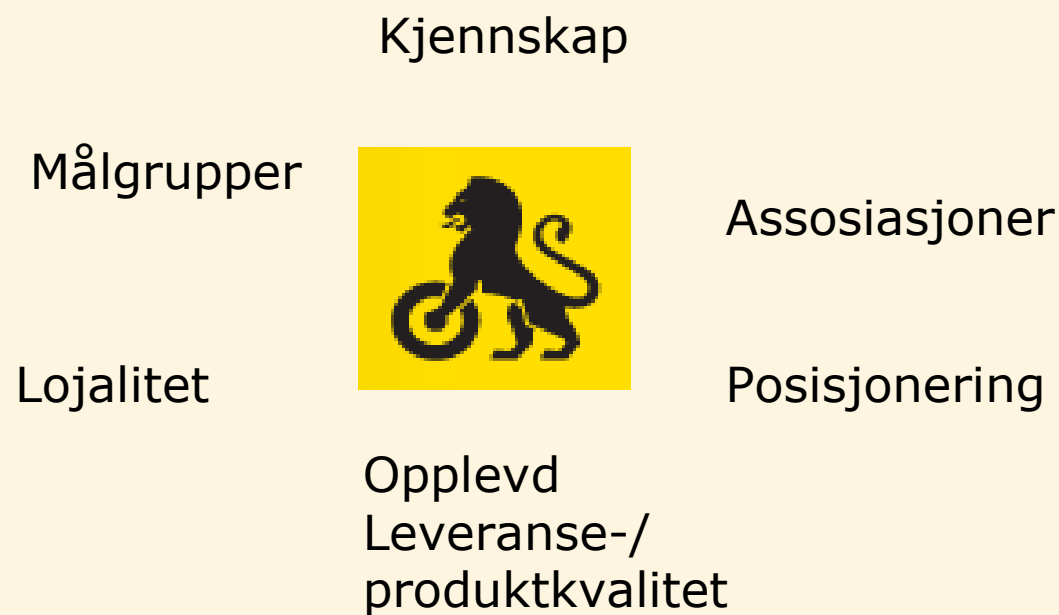 Kjennskap
Målgrupper
Assosiasjoner
Lojalitet
Posisjonering
Opplevd
Leveranse-/
produktkvalitet